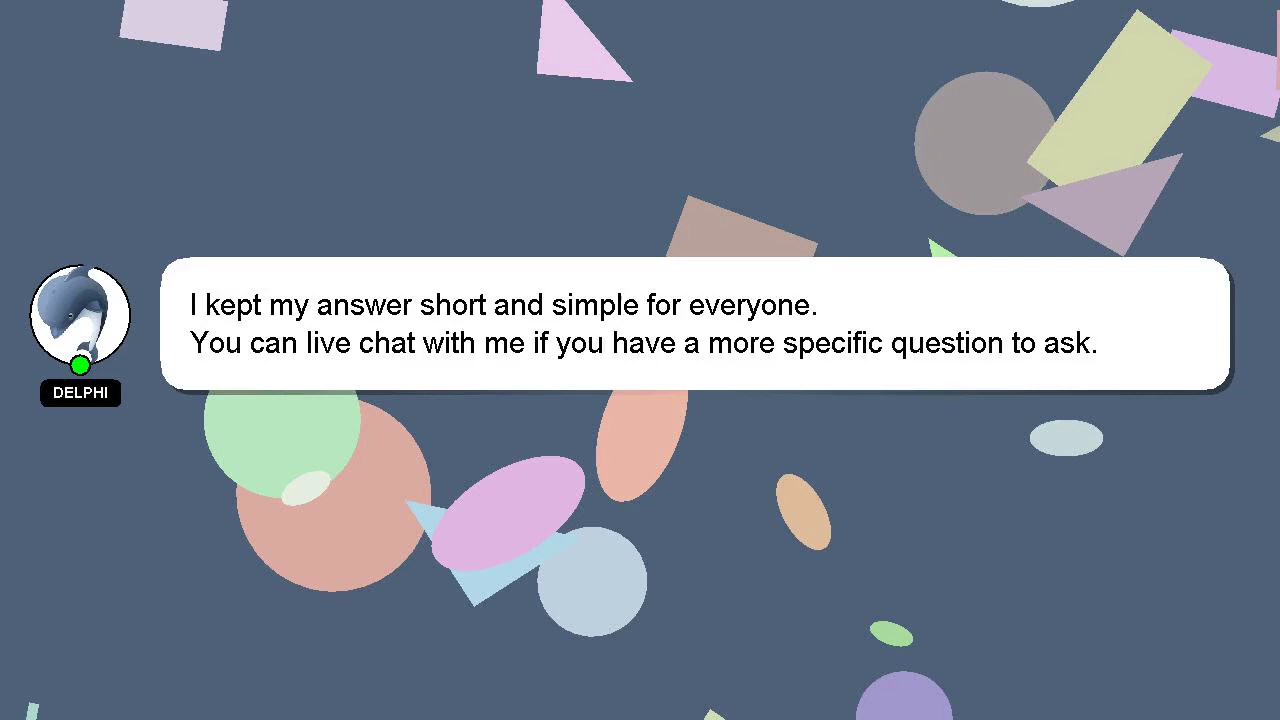 I kept my answer short and simple for everyone.
You can live chat with me if you have a more specific question to ask.
DELPHI